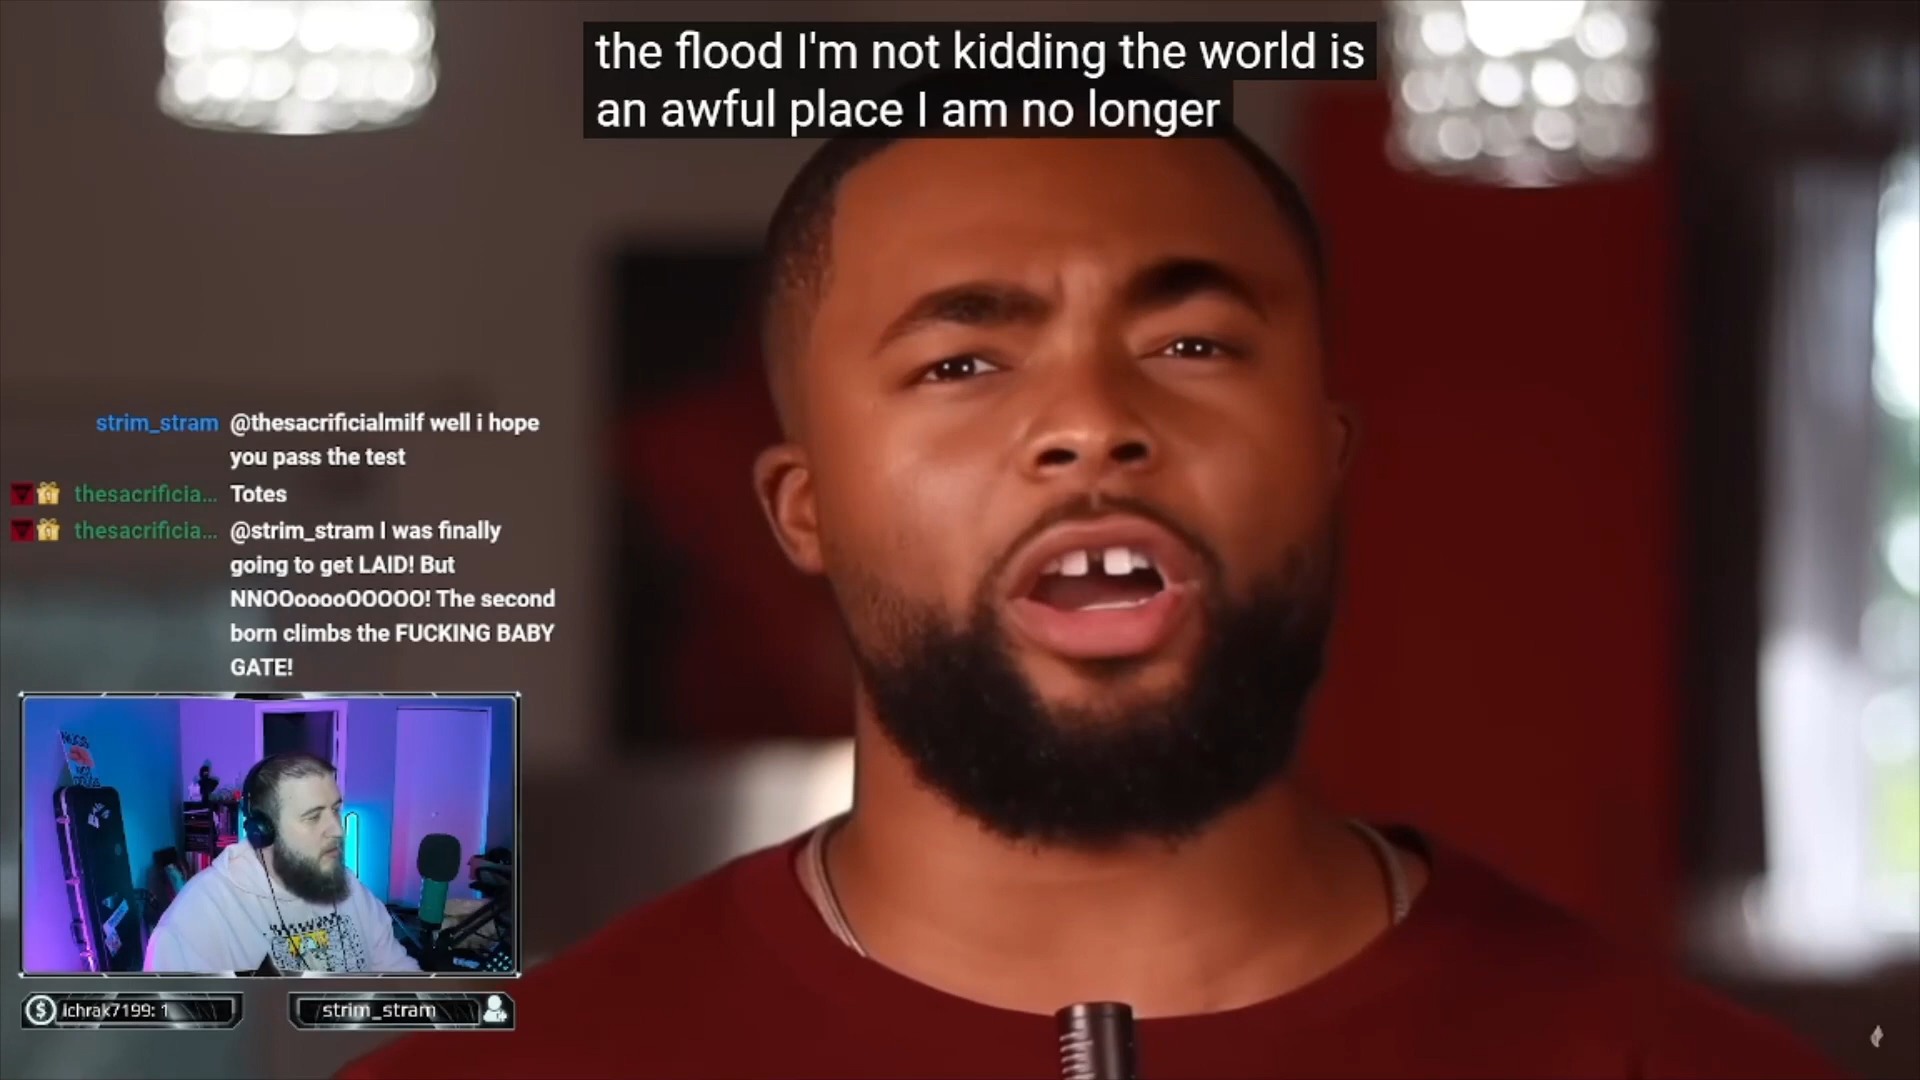 the flood I'm not kidding the world is
an awful place I am no longer
strim_stram @thesacrificialmilf well i hope
you pass the test
thesacrificia... Totes
thesacrificia... @strim_stram I was finally
going to get LAID! But
NNOOooooOOOOO! The second
born climbs the FUCKING BABY
GATE!
NUGS
NOT
$ lchrak7199: 1
strim_stram